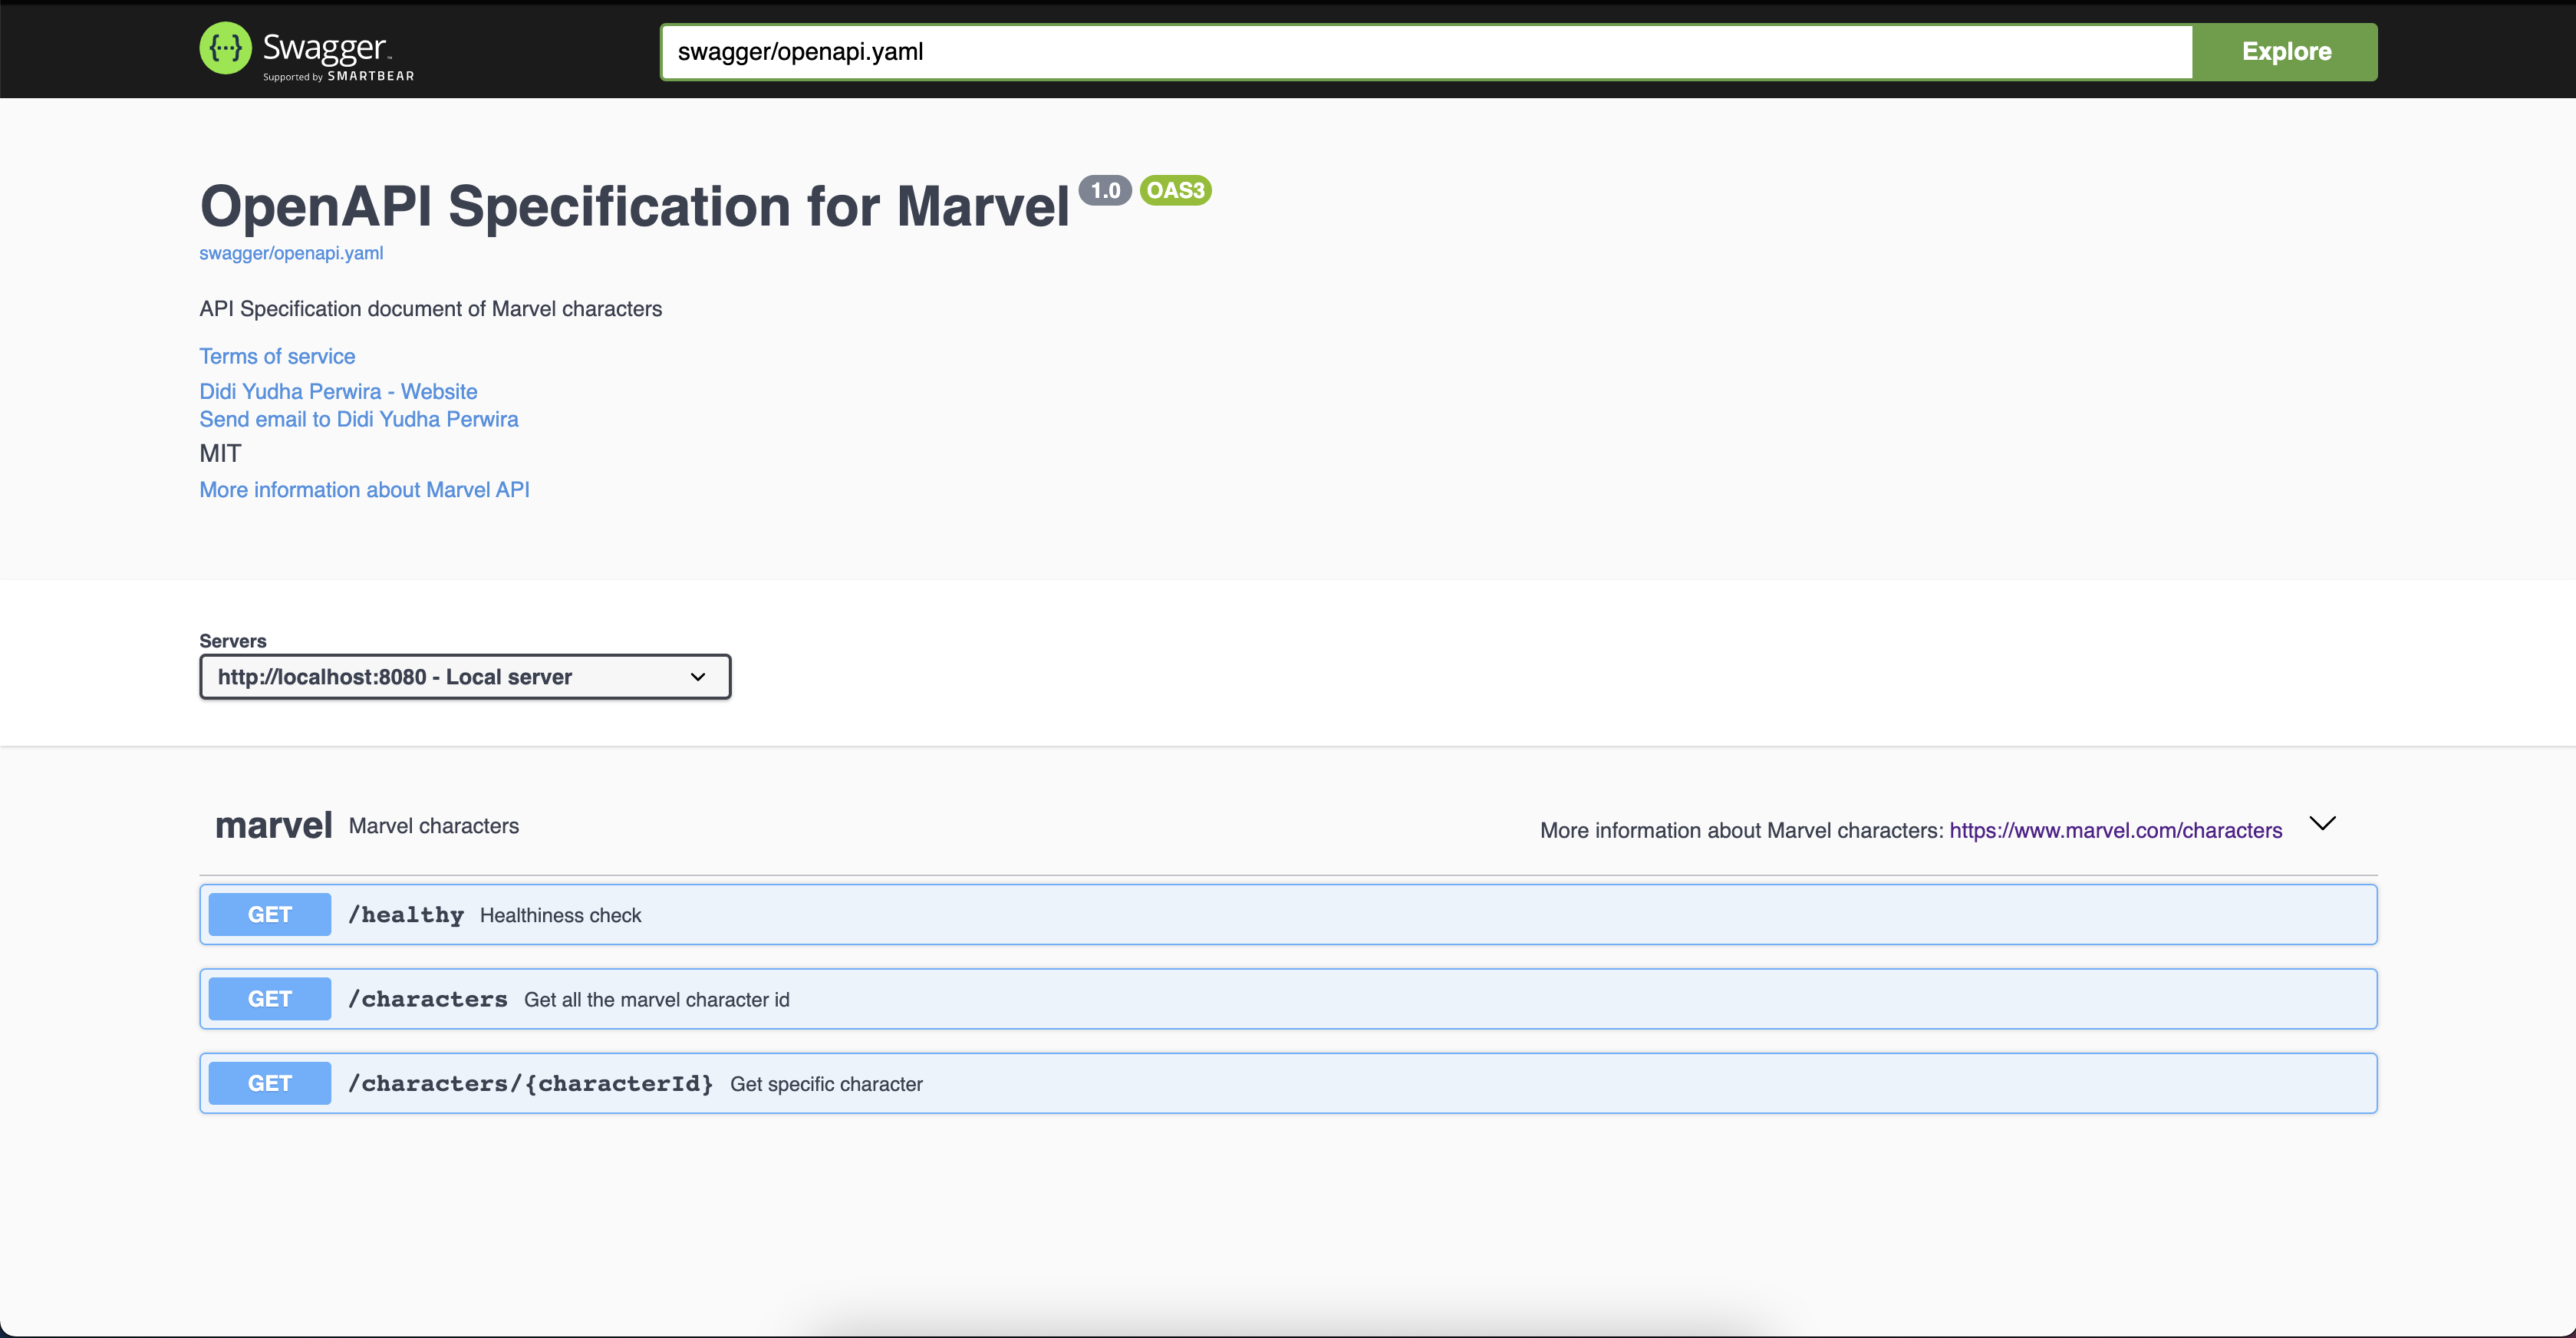 {···} Swagger™
Supported by SMARTBEAR
swagger/openapi.yaml
Explore
OpenAPI Specification for Marvel 1.0 OAS3
swagger/openapi.yaml
API Specification document of Marvel characters
Terms of service
Didi Yudha Perwira - Website
Send email to Didi Yudha Perwira
MIT
More information about Marvel API
Servers
http://localhost:8080 - Local server
marvel Marvel characters More information about Marvel characters: https://www.marvel.com/characters
GET /healthy Healthiness check
GET /characters Get all the marvel character id
GET /characters/{characterId} Get specific character